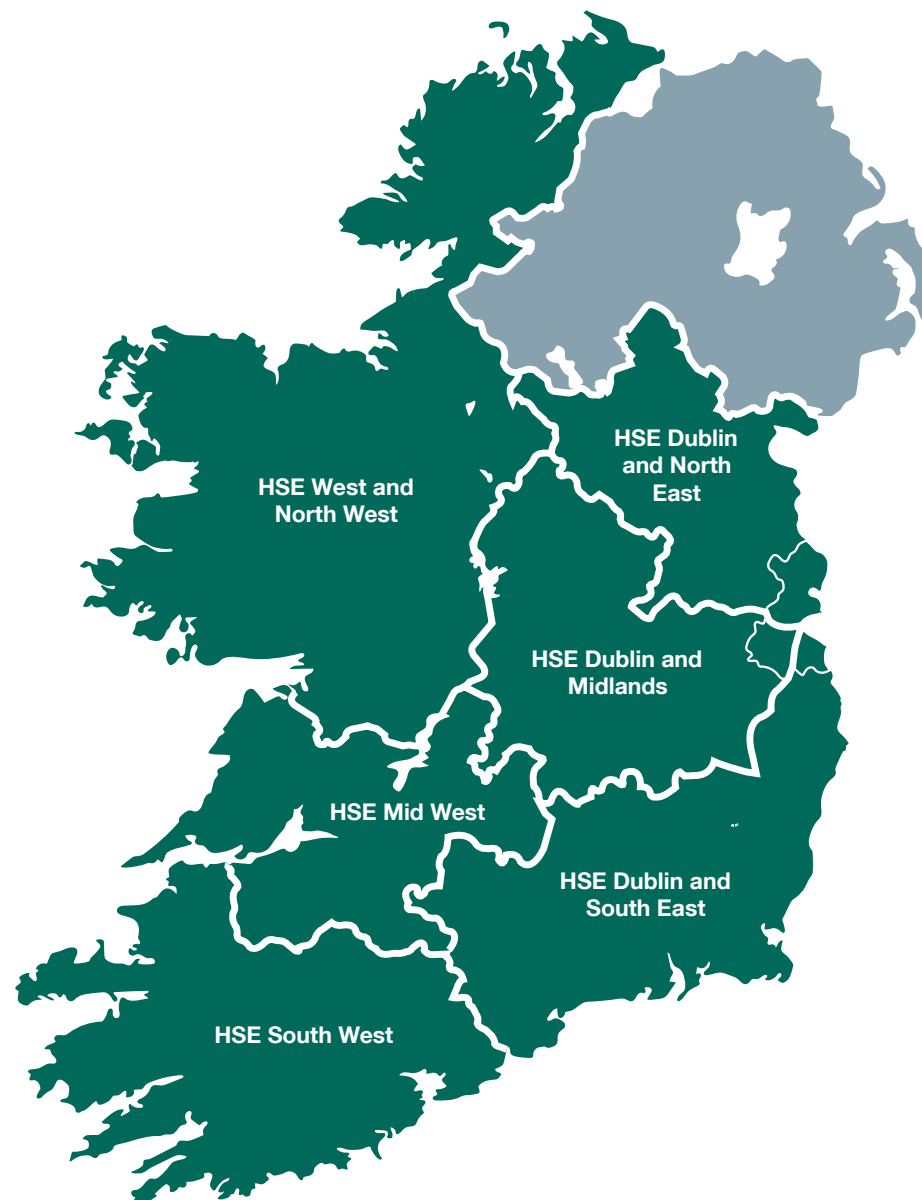 HSE Dublin
and North
East
HSE West and
North West
HSE Dublin and
Midlands
HSE Mid West
HSE Dublin and
South East
HSE South West